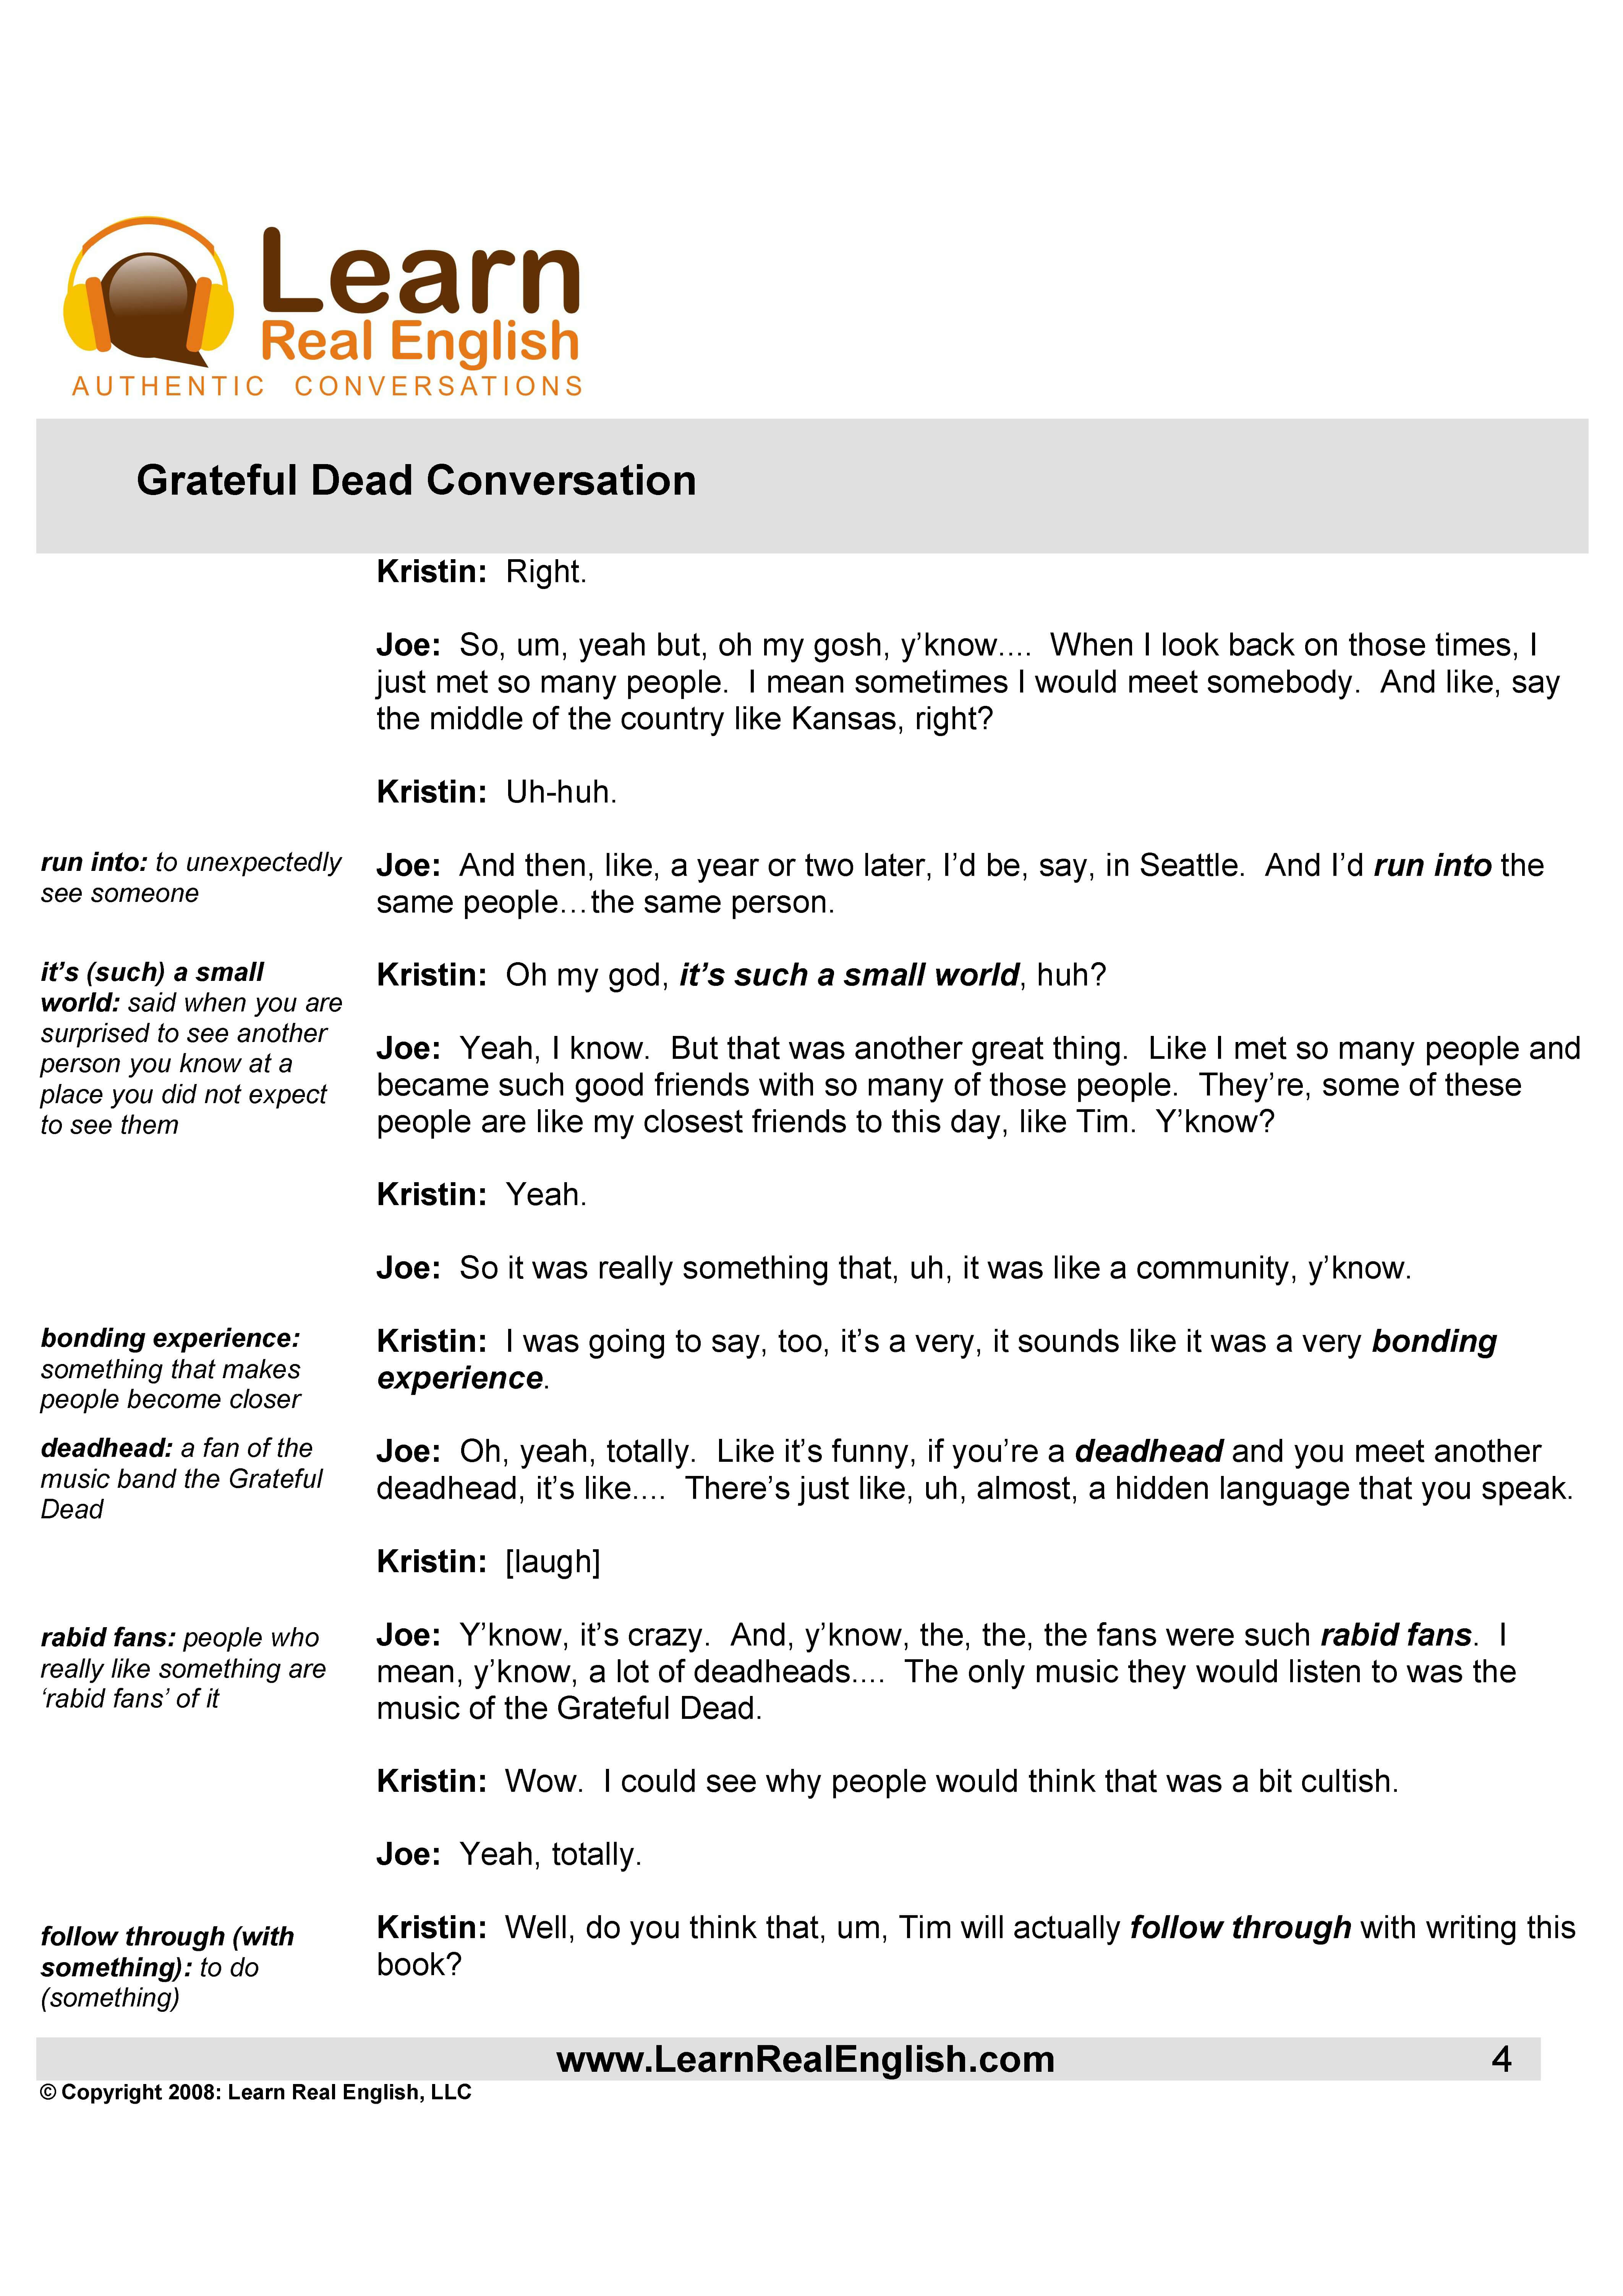 Learn
Real English
AUTHENTIC CONVERSATIONS
Grateful Dead Conversation
Kristin: Right.
Joe: So, um, yeah but, oh my gosh, y’know.... When I look back on those times, I
just met so many people. I mean sometimes I would meet somebody. And like, say
the middle of the country like Kansas, right?
Kristin: Uh-huh.
run into: to unexpectedly
see someone
Joe: And then, like, a year or two later, I’d be, say, in Seattle. And I’d run into the
same people…the same person.
it’s (such) a small
world: said when you are
surprised to see another
person you know at a
place you did not expect
to see them
Kristin: Oh my god, it’s such a small world, huh?
Joe: Yeah, I know. But that was another great thing. Like I met so many people and
became such good friends with so many of those people. They’re, some of these
people are like my closest friends to this day, like Tim. Y’know?
Kristin: Yeah.
Joe: So it was really something that, uh, it was like a community, y’know.
bonding experience:
something that makes
people become closer
Kristin: I was going to say, too, it’s a very, it sounds like it was a very bonding
experience.
deadhead: a fan of the
music band the Grateful
Dead
Joe: Oh, yeah, totally. Like it’s funny, if you’re a deadhead and you meet another
deadhead, it’s like.... There’s just like, uh, almost, a hidden language that you speak.
Kristin: [laugh]
rabid fans: people who
really like something are
‘rabid fans’ of it
Joe: Y’know, it’s crazy. And, y’know, the, the, the fans were such rabid fans. I
mean, y’know, a lot of deadheads.... The only music they would listen to was the
music of the Grateful Dead.
Kristin: Wow. I could see why people would think that was a bit cultish.
Joe: Yeah, totally.
follow through (with
something): to do
(something)
Kristin: Well, do you think that, um, Tim will actually follow through with writing this
book?
www.LearnRealEnglish.com 4
© Copyright 2008: Learn Real English, LLC